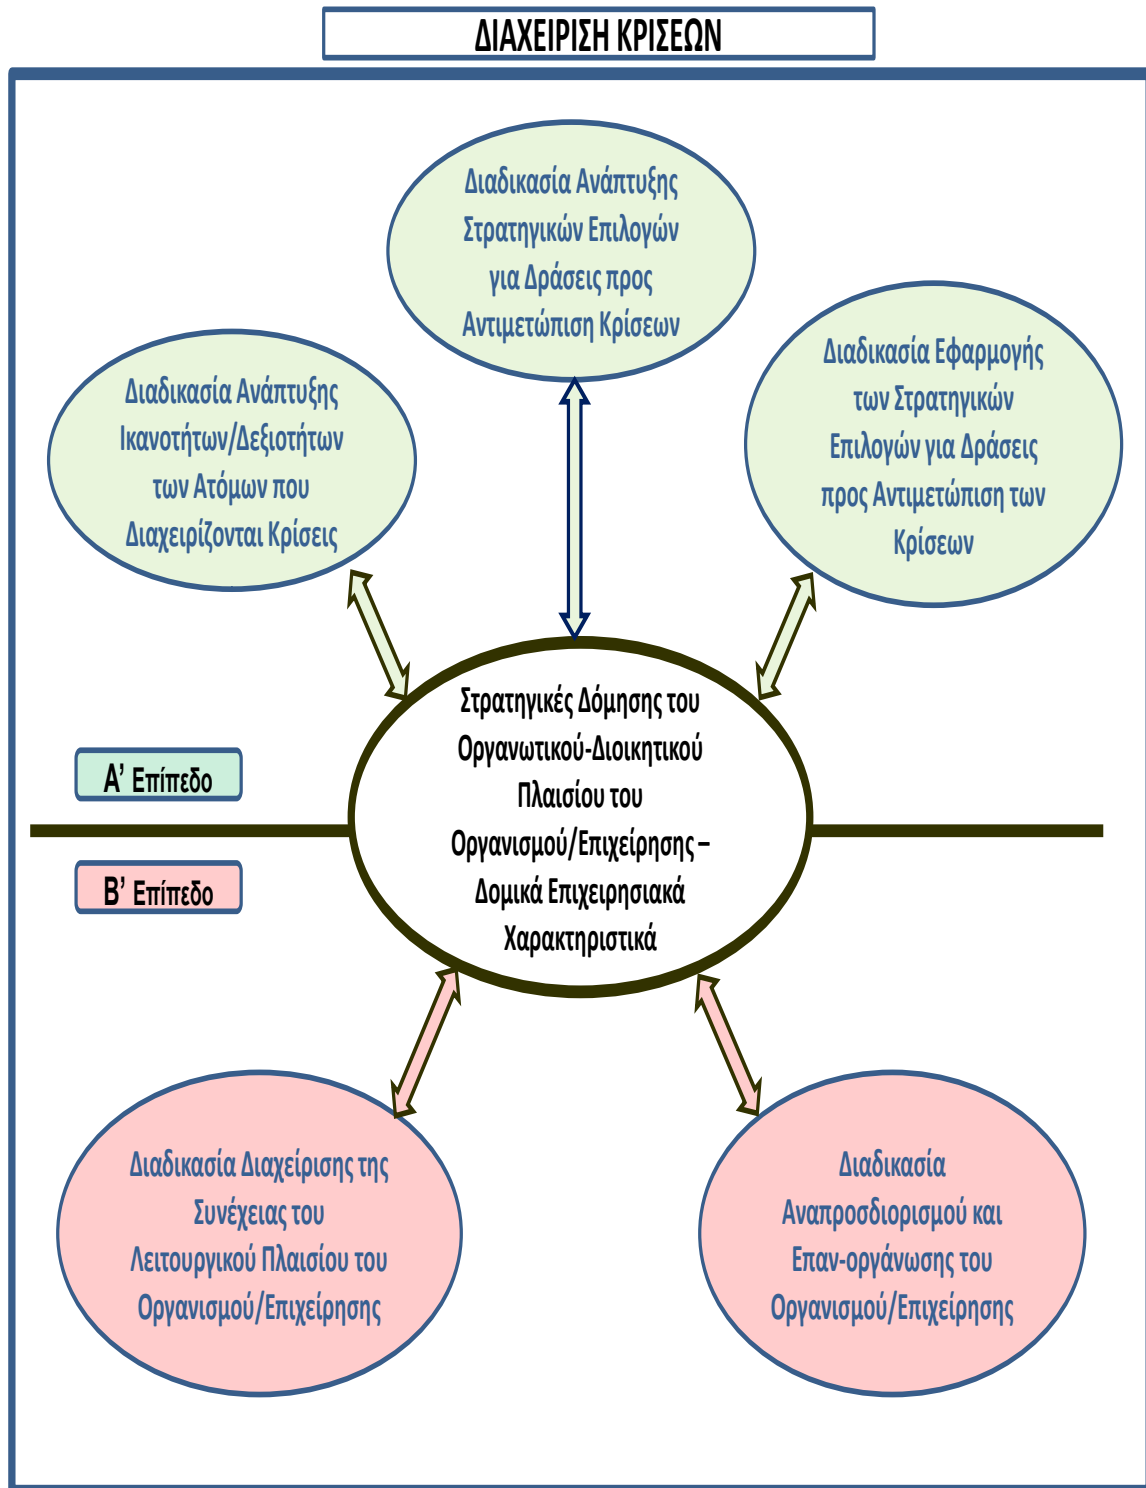 ΔΙΑΧΕΙΡΙΣΗ ΚΡΙΣΕΩΝ
Διαδικασία Ανάπτυξης
Στρατηγικών Επιλογών
για Δράσεις προς
Αντιμετώπιση Κρίσεων
Διαδικασία Ανάπτυξης
Ικανοτήτων/Δεξιοτήτων
των Ατόμων που
Διαχειρίζονται Κρίσεις
Διαδικασία Εφαρμογής
των Στρατηγικών
Επιλογών για Δράσεις
προς Αντιμετώπιση των
Κρίσεων
Στρατηγικές Δόμησης του
Οργανωτικού-Διοικητικού
Πλαισίου του
Οργανισμού/Επιχείρησης –
Δομικά Επιχειρησιακά
Χαρακτηριστικά
Α’ Επίπεδο
Β’ Επίπεδο
Διαδικασία Διαχείρισης της
Συνέχειας του
Λειτουργικού Πλαισίου του
Οργανισμού/Επιχείρησης
Διαδικασία
Αναπροσδιορισμού και
Επαν-οργάνωσης του
Οργανισμού/Επιχείρησης